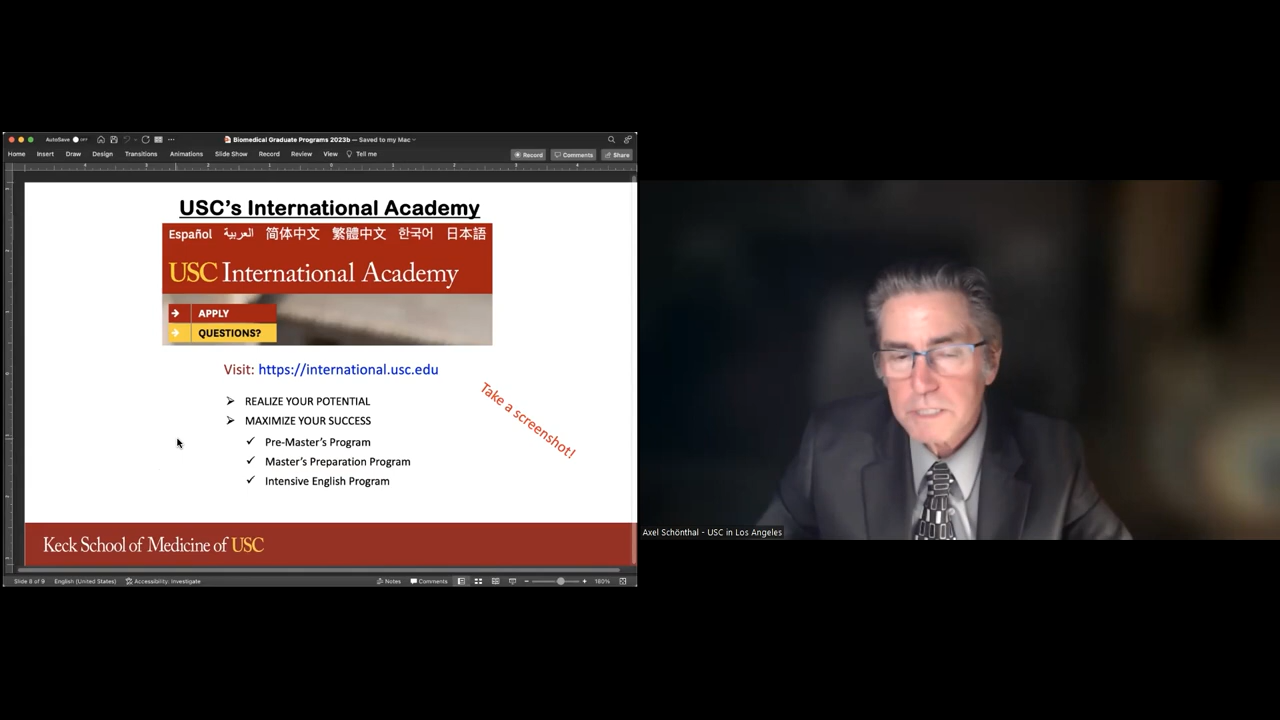 AutoSave OFF
Biomedical Graduate Programs 2023b — Saved to my Mac
Home Insert Draw Design Transitions Animations Slide Show Record Review View Tell me
Record Comments Share
USC's International Academy
Español العربية 简体中文 繁體中文 한국어 日本語
USC International Academy
APPLY
QUESTIONS?
Visit: https://international.usc.edu
REALIZE YOUR POTENTIAL
MAXIMIZE YOUR SUCCESS
Pre-Master's Program
Master's Preparation Program
Intensive English Program
Take a screenshot!
Keck School of Medicine of USC
Slide 8 of 9 English (United States) Accessibility: Investigate Notes Comments 180%
Axel Schönthal - USC in Los Angeles